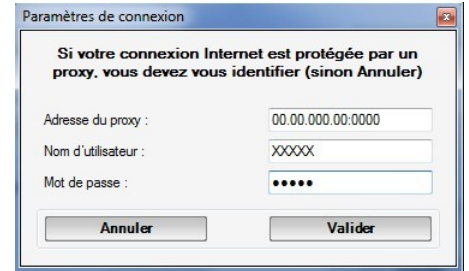 Paramètres de connexion
Si votre connexion Internet est protégée par un
proxy, vous devez vous identifier (sinon Annuler)
Adresse du proxy : 00.00.000.00:0000
Nom d'utilisateur : XXXXX
Mot de passe : •••••
Annuler Valider